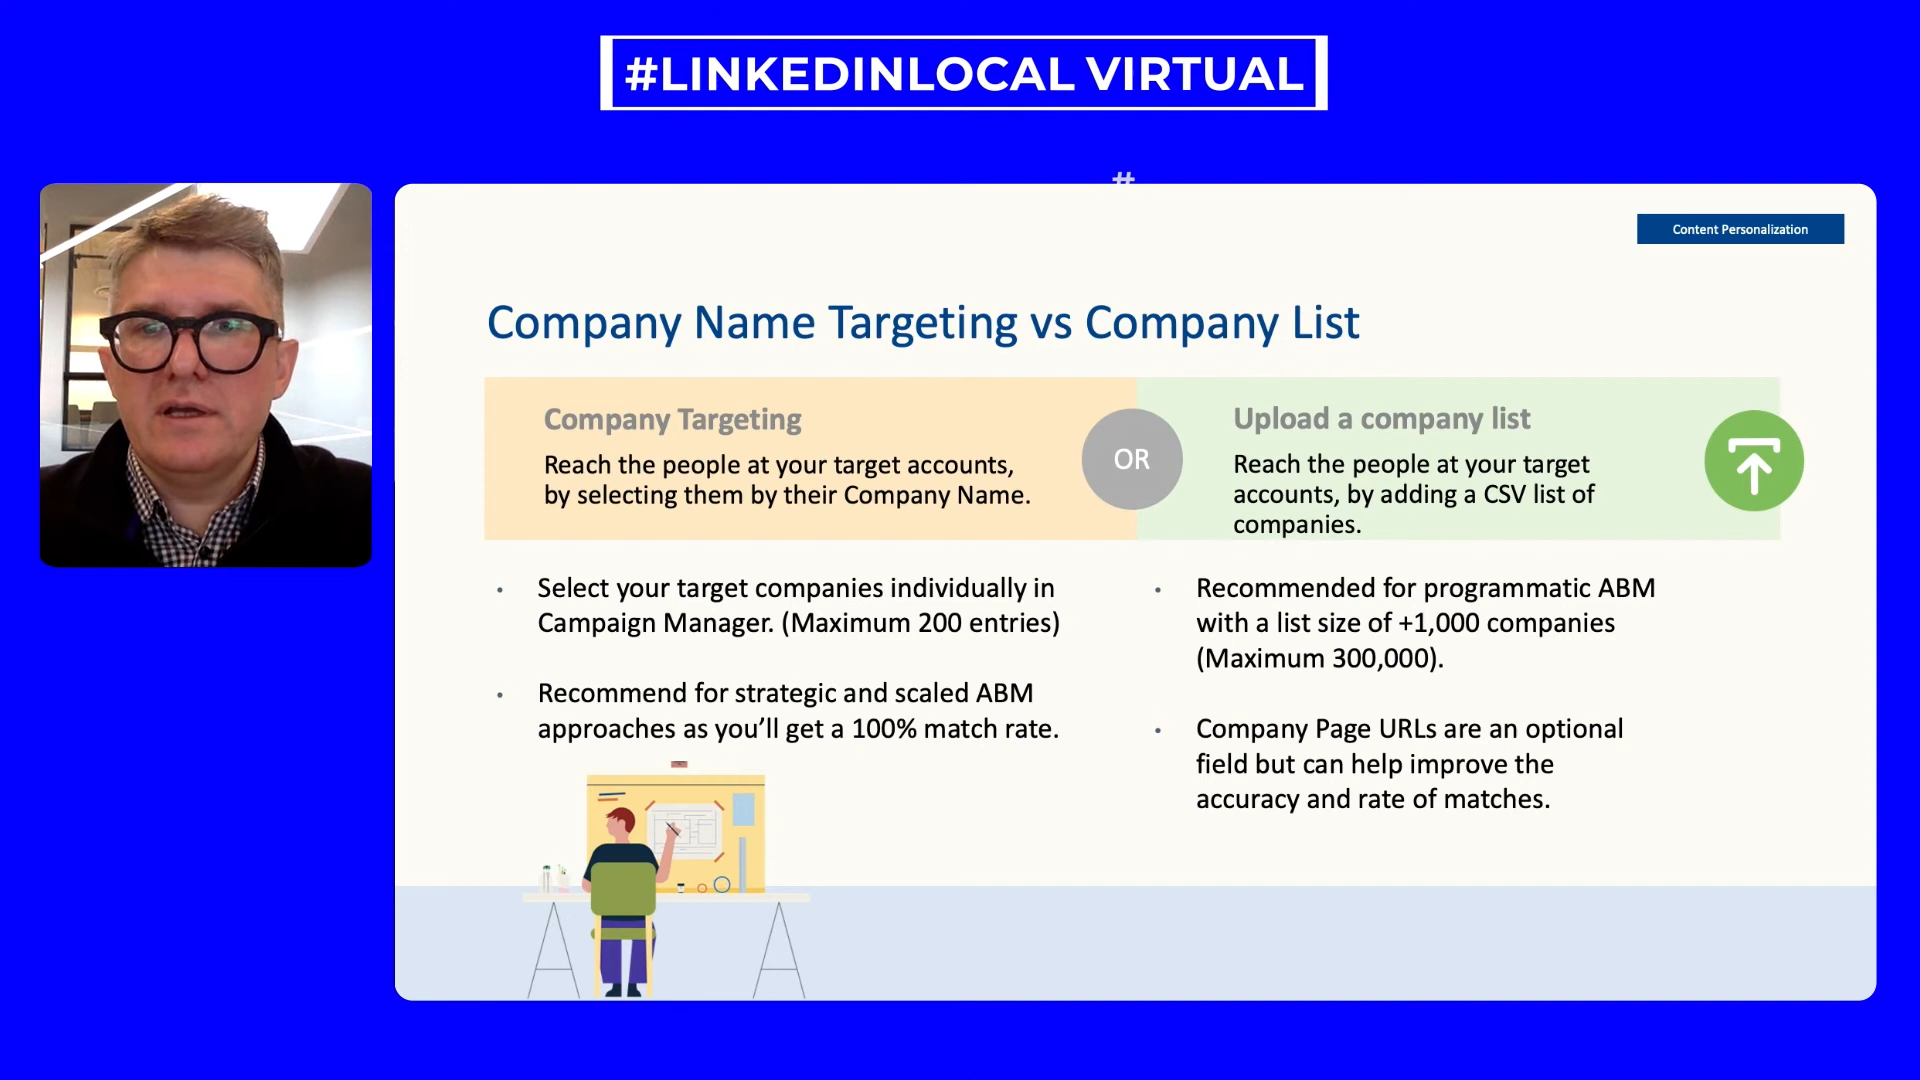 #LINKEDINLOCAL VIRTUAL
#
Content Personalization
Company Name Targeting vs Company List
Company Targeting
Reach the people at your target accounts,
by selecting them by their Company Name.
OR
Upload a company list
Reach the people at your target
accounts, by adding a CSV list of
companies.
• Select your target companies individually in
Campaign Manager. (Maximum 200 entries)
• Recommend for strategic and scaled ABM
approaches as you’ll get a 100% match rate.
• Recommended for programmatic ABM
with a list size of +1,000 companies
(Maximum 300,000).
• Company Page URLs are an optional
field but can help improve the
accuracy and rate of matches.